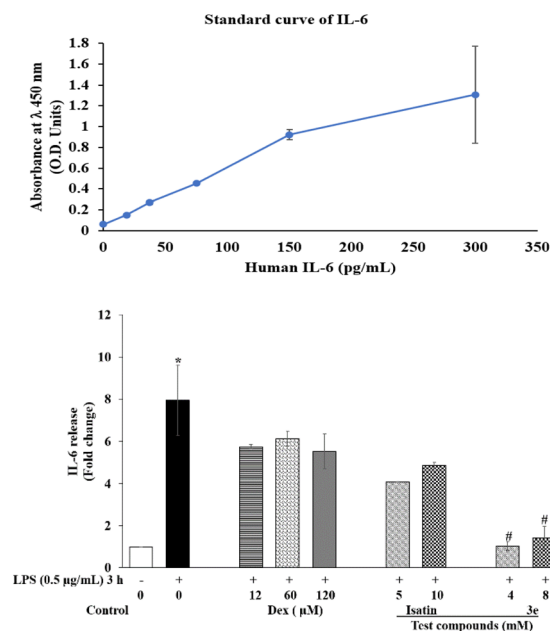 Standard curve of IL-6
Absorbance at λ 450 nm
(O.D. Units)
1.8
1.6
1.4
1.2
1
0.8
0.6
0.4
0.2
0
0 50 100 150 200 250 300 350
Human IL-6 (pg/mL)
IL-6 release
(Fold change)
12
10
8
6
4
2
0
*
# #
LPS (0.5 µg/mL) 3 h - + + + + + + + +
0 0 12 60 120 5 10 4 8
Control Dex ( µM) Isatin 3e
Test compounds (mM)